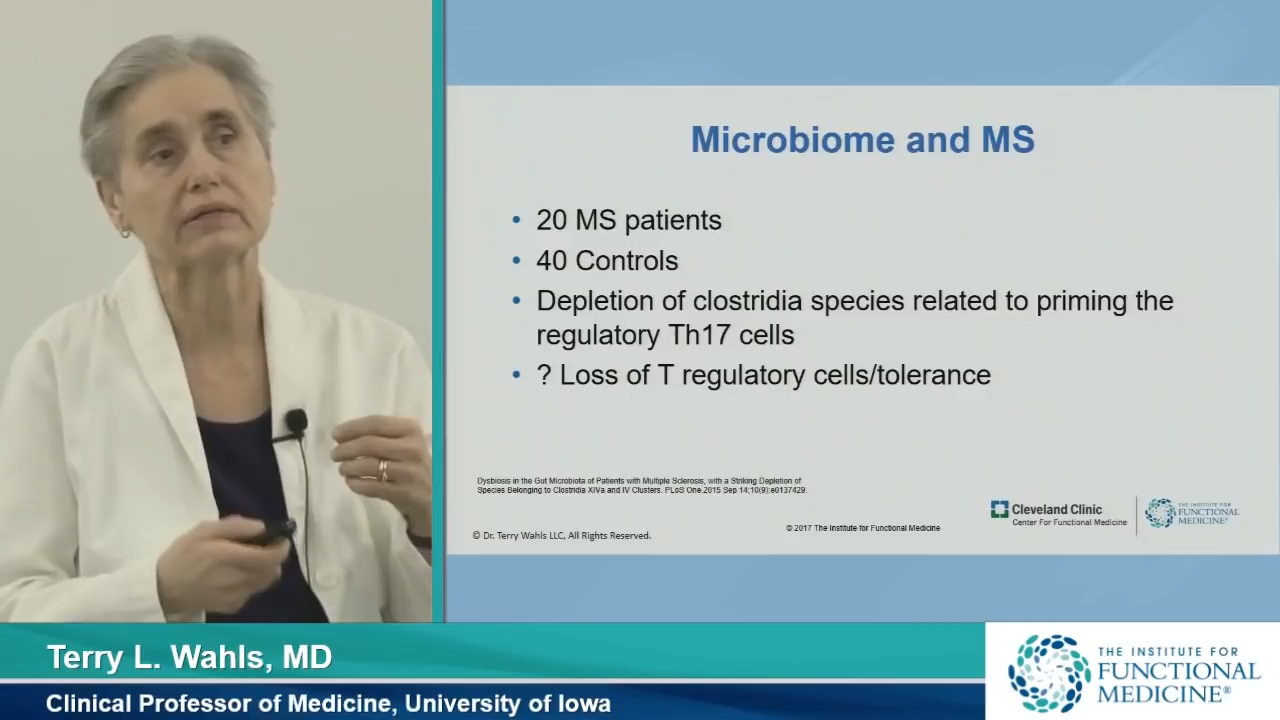 Microbiome and MS
• 20 MS patients
• 40 Controls
• Depletion of clostridia species related to priming the
regulatory Th17 cells
• ? Loss of T regulatory cells/tolerance
Dysbiosis in the Gut Microbiota of Patients with Multiple Sclerosis, with a Striking Depletion of
Species Belonging to Clostridia XIVa and IV Clusters. PLoS One.2015 Sep 14;10(9):e0137429.
© Dr. Terry Wahls LLC, All Rights Reserved.
© 2017 The Institute for Functional Medicine
Cleveland Clinic
Center For Functional Medicine
THE INSTITUTE FOR
FUNCTIONAL
MEDICINE®
Terry L. Wahls, MD
Clinical Professor of Medicine, University of Iowa
THE INSTITUTE FOR
FUNCTIONAL
MEDICINE®